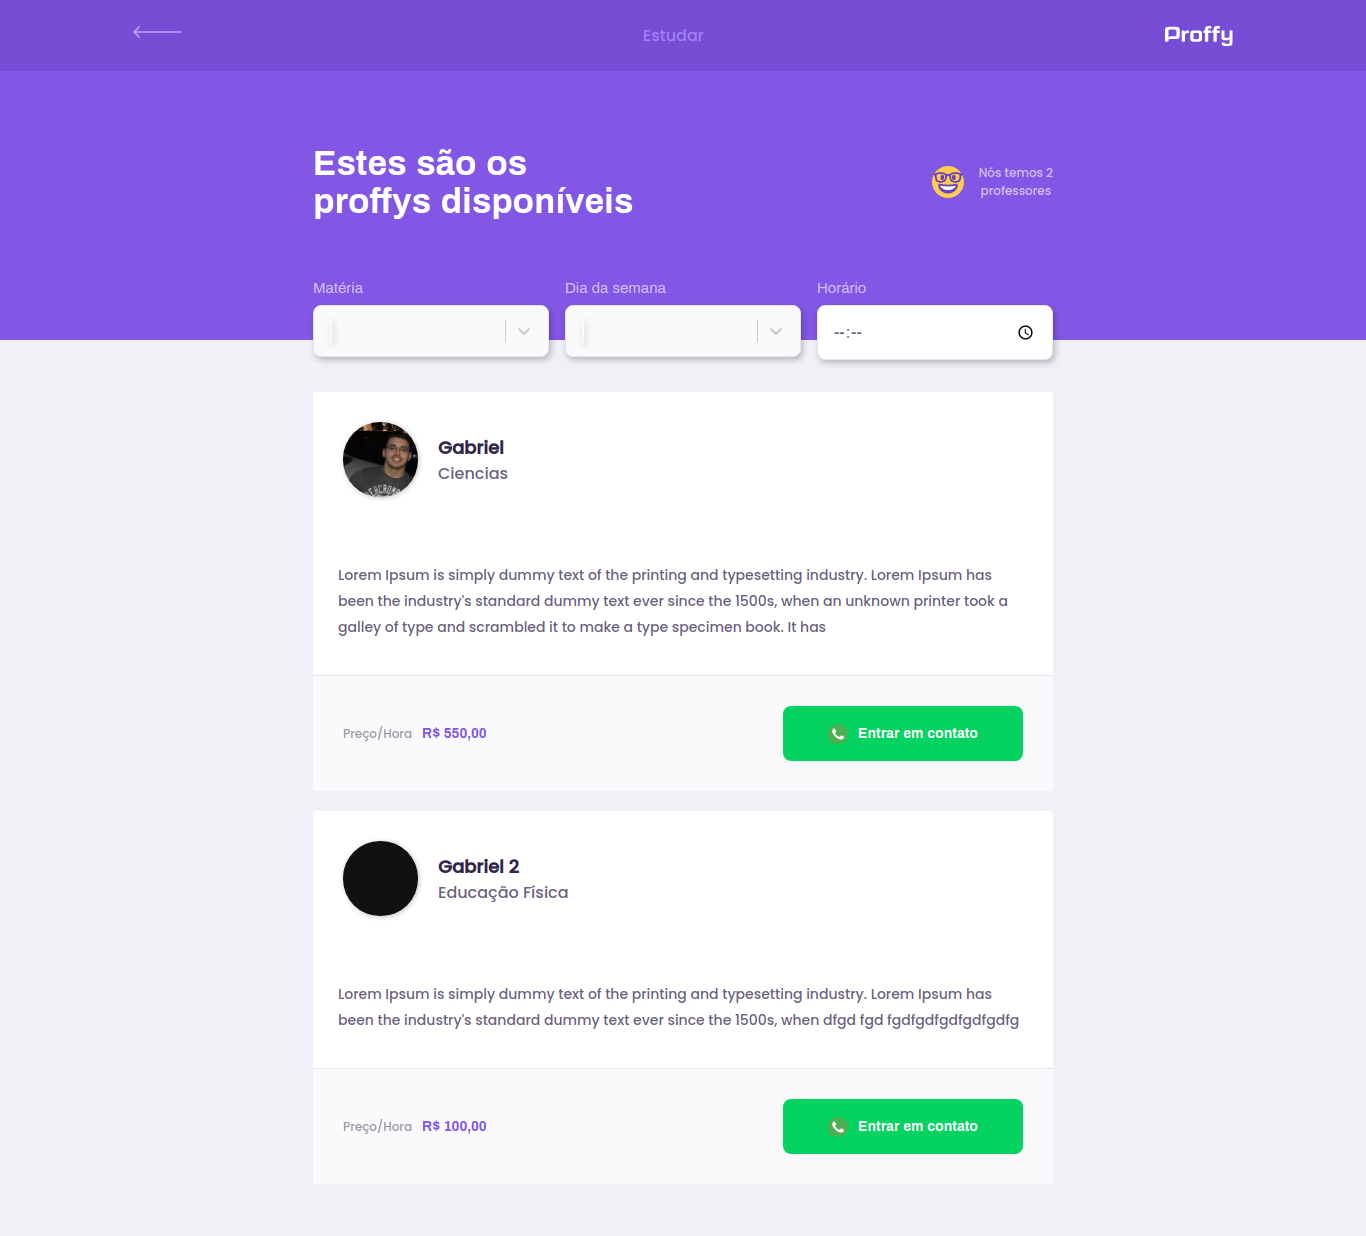 Estudar
Proffy
Estes são os
proffys disponíveis
Nós temos 2
professores
Matéria
Dia da semana
Horário
--:--
Gabriel
Ciencias
Lorem Ipsum is simply dummy text of the printing and typesetting industry. Lorem Ipsum has
been the industry's standard dummy text ever since the 1500s, when an unknown printer took a
galley of type and scrambled it to make a type specimen book. It has
Preço/Hora R$ 550,00
Entrar em contato
Gabriel 2
Educação Física
Lorem Ipsum is simply dummy text of the printing and typesetting industry. Lorem Ipsum has
been the industry's standard dummy text ever since the 1500s, when dfgd fgd fgdfgdfgdfgdfgdfg
Preço/Hora R$ 100,00
Entrar em contato